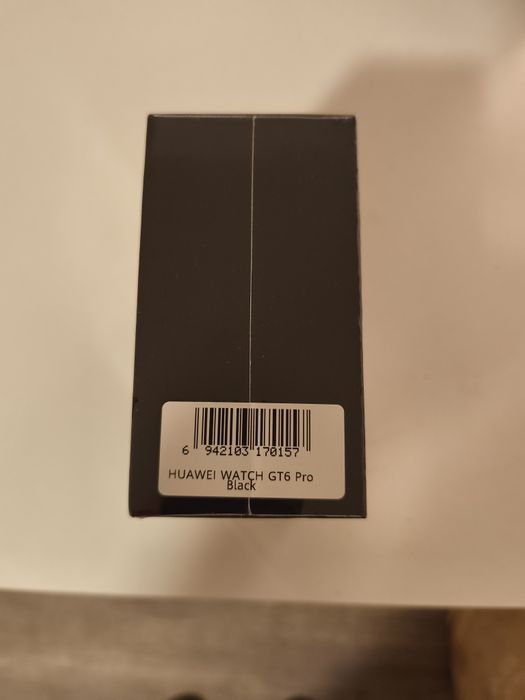 6 942103 170157
HUAWEI WATCH GT6 Pro
Black